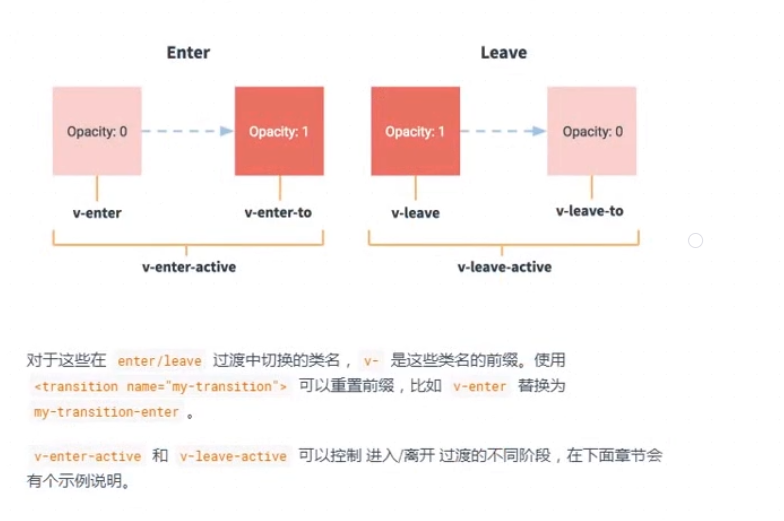 Enter Leave
Opacity: 0 Opacity: 1 Opacity: 1 Opacity: 0
v-enter v-enter-to v-leave v-leave-to
v-enter-active v-leave-active
对于这些在 enter/leave 过渡中切换的类名，v- 是这些类名的前缀。使用
<transition name="my-transition"> 可以重置前缀，比如 v-enter 替换为
my-transition-enter 。
v-enter-active 和 v-leave-active 可以控制 进入/离开 过渡的不同阶段，在下面章节会
有个示例说明。